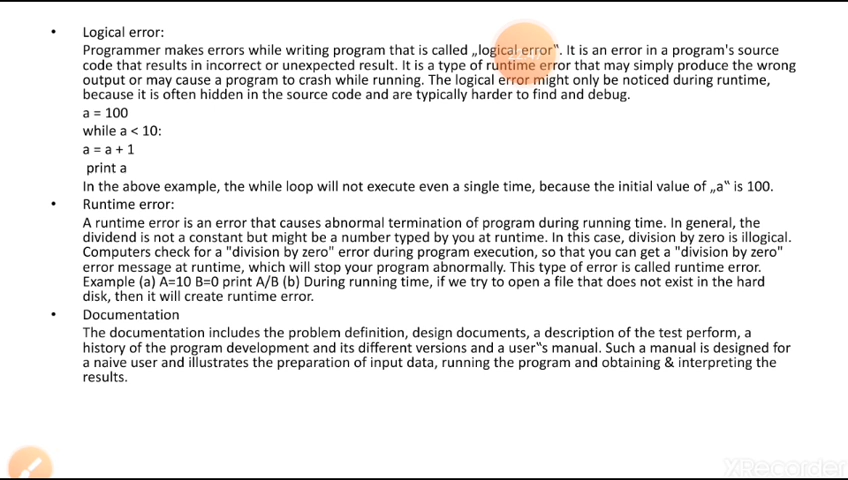 • Logical error:
Programmer makes errors while writing program that is called „logical error‟. It is an error in a program's source
code that results in incorrect or unexpected result. It is a type of runtime error that may simply produce the wrong
output or may cause a program to crash while running. The logical error might only be noticed during runtime,
because it is often hidden in the source code and are typically harder to find and debug.
a = 100
while a < 10:
a = a + 1
print a
In the above example, the while loop will not execute even a single time, because the initial value of „a‟ is 100.
• Runtime error:
A runtime error is an error that causes abnormal termination of program during running time. In general, the
dividend is not a constant but might be a number typed by you at runtime. In this case, division by zero is illogical.
Computers check for a "division by zero" error during program execution, so that you can get a "division by zero"
error message at runtime, which will stop your program abnormally. This type of error is called runtime error.
Example (a) A=10 B=0 print A/B (b) During running time, if we try to open a file that does not exist in the hard
disk, then it will create runtime error.
• Documentation
The documentation includes the problem definition, design documents, a description of the test perform, a
history of the program development and its different versions and a user‟s manual. Such a manual is designed for
a naive user and illustrates the preparation of input data, running the program and obtaining & interpreting the
results.
XRecorder